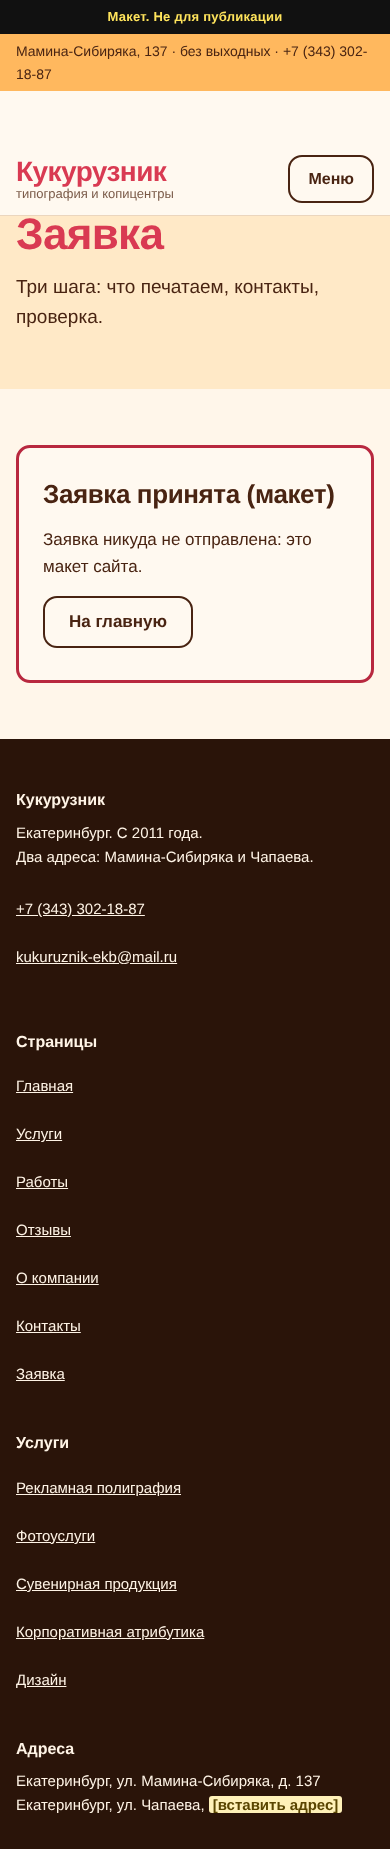 Макет. Не для публикации
Мамина-Сибиряка, 137 · без выходных · +7 (343) 302-
18-87
Кукурузник
типография и копицентры
Меню
Заявка
Три шага: что печатаем, контакты,
проверка.
Заявка принята (макет)
Заявка никуда не отправлена: это
макет сайта.
На главную
Кукурузник
Екатеринбург. С 2011 года.
Два адреса: Мамина-Сибиряка и Чапаева.
+7 (343) 302-18-87
kukuruznik-ekb@mail.ru
Страницы
Главная
Услуги
Работы
Отзывы
О компании
Контакты
Заявка
Услуги
Рекламная полиграфия
Фотоуслуги
Сувенирная продукция
Корпоративная атрибутика
Дизайн
Адреса
Екатеринбург, ул. Мамина-Сибиряка, д. 137
Екатеринбург, ул. Чапаева, [вставить адрес]